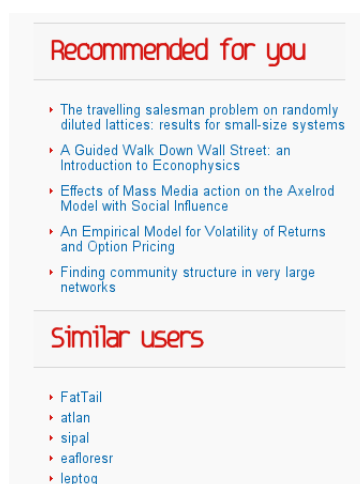 Recommended for you
The travelling salesman problem on randomly
diluted lattices: results for small-size systems
A Guided Walk Down Wall Street: an
Introduction to Econophysics
Effects of Mass Media action on the Axelrod
Model with Social Influence
An Empirical Model for Volatility of Returns
and Option Pricing
Finding community structure in very large
networks
Similar users
FatTail
atlan
sipal
eafloresr